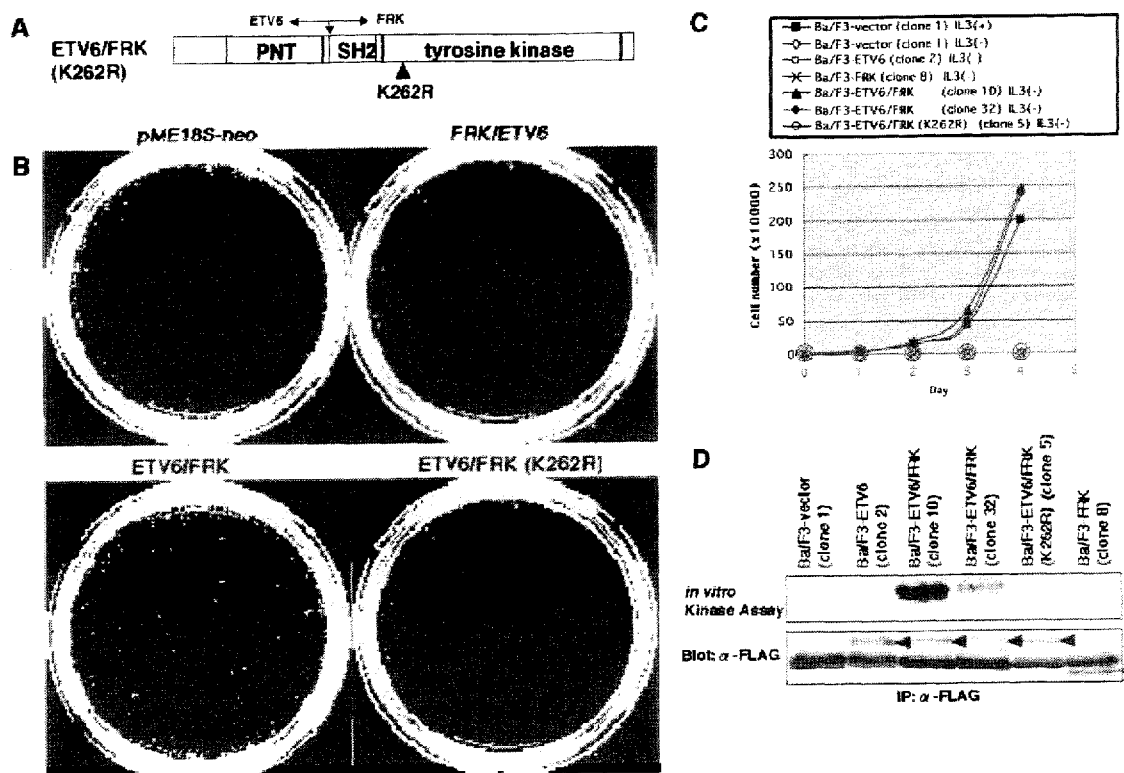 A
ETV6 FRK
ETV6/FRK
(K262R)
PNT SH2 tyrosine kinase
K262R
B
pME18S-neo
FRK/ETV6
ETV6/FRK
ETV6/FRK (K262R)
C
Ba/F3-vector (clone 1) IL3(+)
Ba/F3-vector (clone 1) IL3(-)
Ba/F3-ETV6 (clone 2) IL3(-)
Ba/F3-FRK (clone 8) IL3(-)
Ba/F3-ETV6/FRK (clone 10) IL3(-)
Ba/F3-ETV6/FRK (clone 32) IL3(-)
Ba/F3-ETV6/FRK (K262R) (clone 5) IL3(-)
Cell number (x10000)
300
250
200
150
100
50
0
0 1 2 3 4 5
Day
D
Ba/F3-vector
(clone 1)
Ba/F3-ETV6
(clone 2)
Ba/F3-ETV6/FRK
(clone 10)
Ba/F3-ETV6/FRK
(clone 32)
Ba/F3-ETV6/FRK
(K262R) (clone 5)
Ba/F3-FRK
(clone 8)
in vitro
Kinase Assay
Blot: α-FLAG
IP: α-FLAG